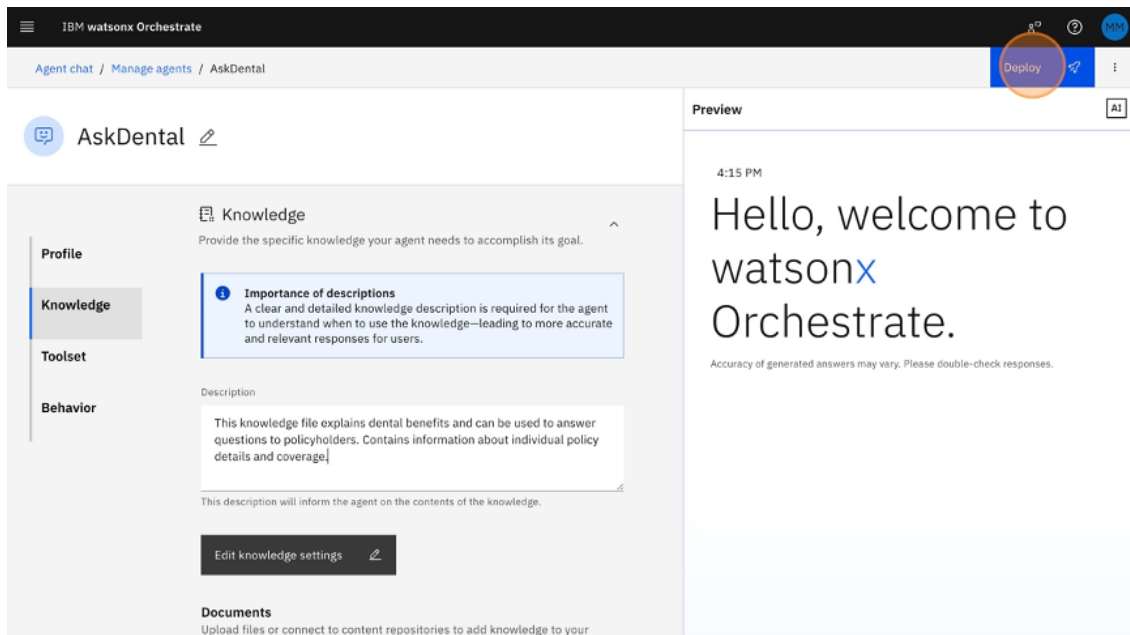 IBM watsonx Orchestrate
MM
Agent chat / Manage agents / AskDental
Deploy
AskDental
Profile
Knowledge
Toolset
Behavior
Knowledge
Provide the specific knowledge your agent needs to accomplish its goal.
Importance of descriptions
A clear and detailed knowledge description is required for the agent
to understand when to use the knowledge—leading to more accurate
and relevant responses for users.
Description
This knowledge file explains dental benefits and can be used to answer
questions to policyholders. Contains information about individual policy
details and coverage.
This description will inform the agent on the contents of the knowledge.
Edit knowledge settings
Documents
Upload files or connect to content repositories to add knowledge to your
Preview
AI
4:15 PM
Hello, welcome to
watsonx
Orchestrate.
Accuracy of generated answers may vary. Please double-check responses.